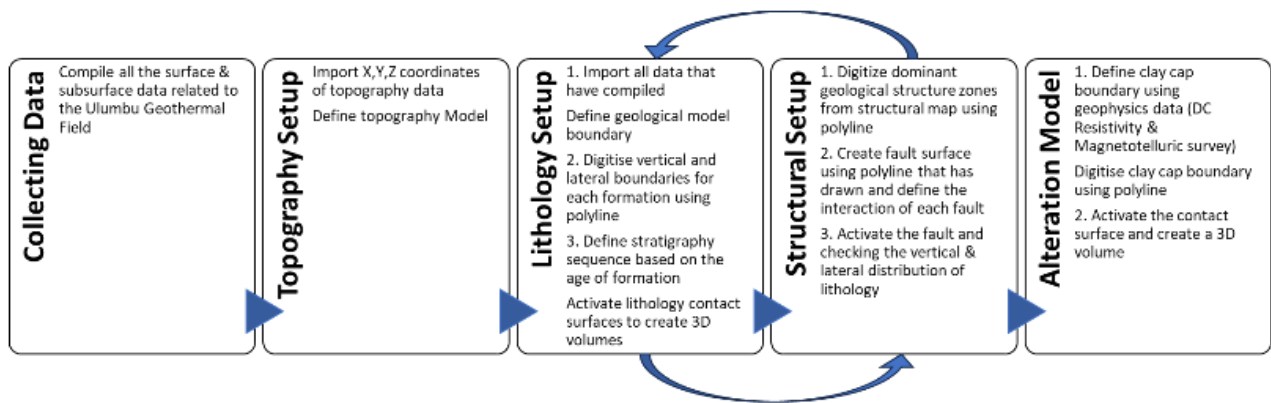 Collecting Data
Compile all the surface &
subsurface data related to
the Ulumbu Geothermal
Field
Topography Setup
Import X,Y,Z coordinates
of topography data
Define topography Model
Lithology Setup
1. Import all data that
have compiled
Define geological model
boundary
2. Digitise vertical and
lateral boundaries for
each formation using
polyline
3. Define stratigraphy
sequence based on the
age of formation
Activate lithology contact
surfaces to create 3D
volumes
Structural Setup
1. Digitize dominant
geological structure zones
from structural map using
polyline
2. Create fault surface
using polyline that has
drawn and define the
interaction of each fault
3. Activate the fault and
checking the vertical &
lateral distribution of
lithology
Alteration Model
1. Define clay cap
boundary using
geophysics data (DC
Resistivity &
Magnetotelluric survey)
Digitise clay cap boundary
using polyline
2. Activate the contact
surface and create a 3D
volume